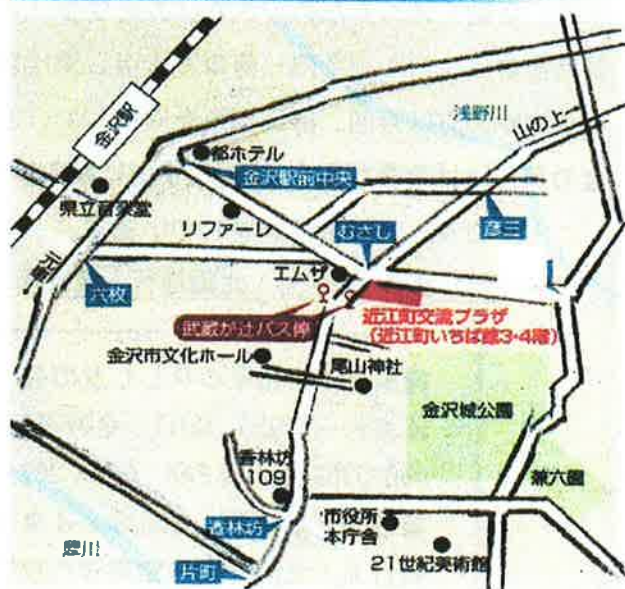 金沢駅
浅野川
山の上
都ホテル
金沢駅前中央
県立音楽堂
リファーレ
むさし
彦三
六枚
エムザ
武蔵が辻バス停
近江町交流プラザ
(近江町いちば館3・4階)
金沢市文化ホール
尾山神社
金沢城公園
兼六園
香林坊
109
香林坊
市役所
本庁舎
21世紀美術館
片町